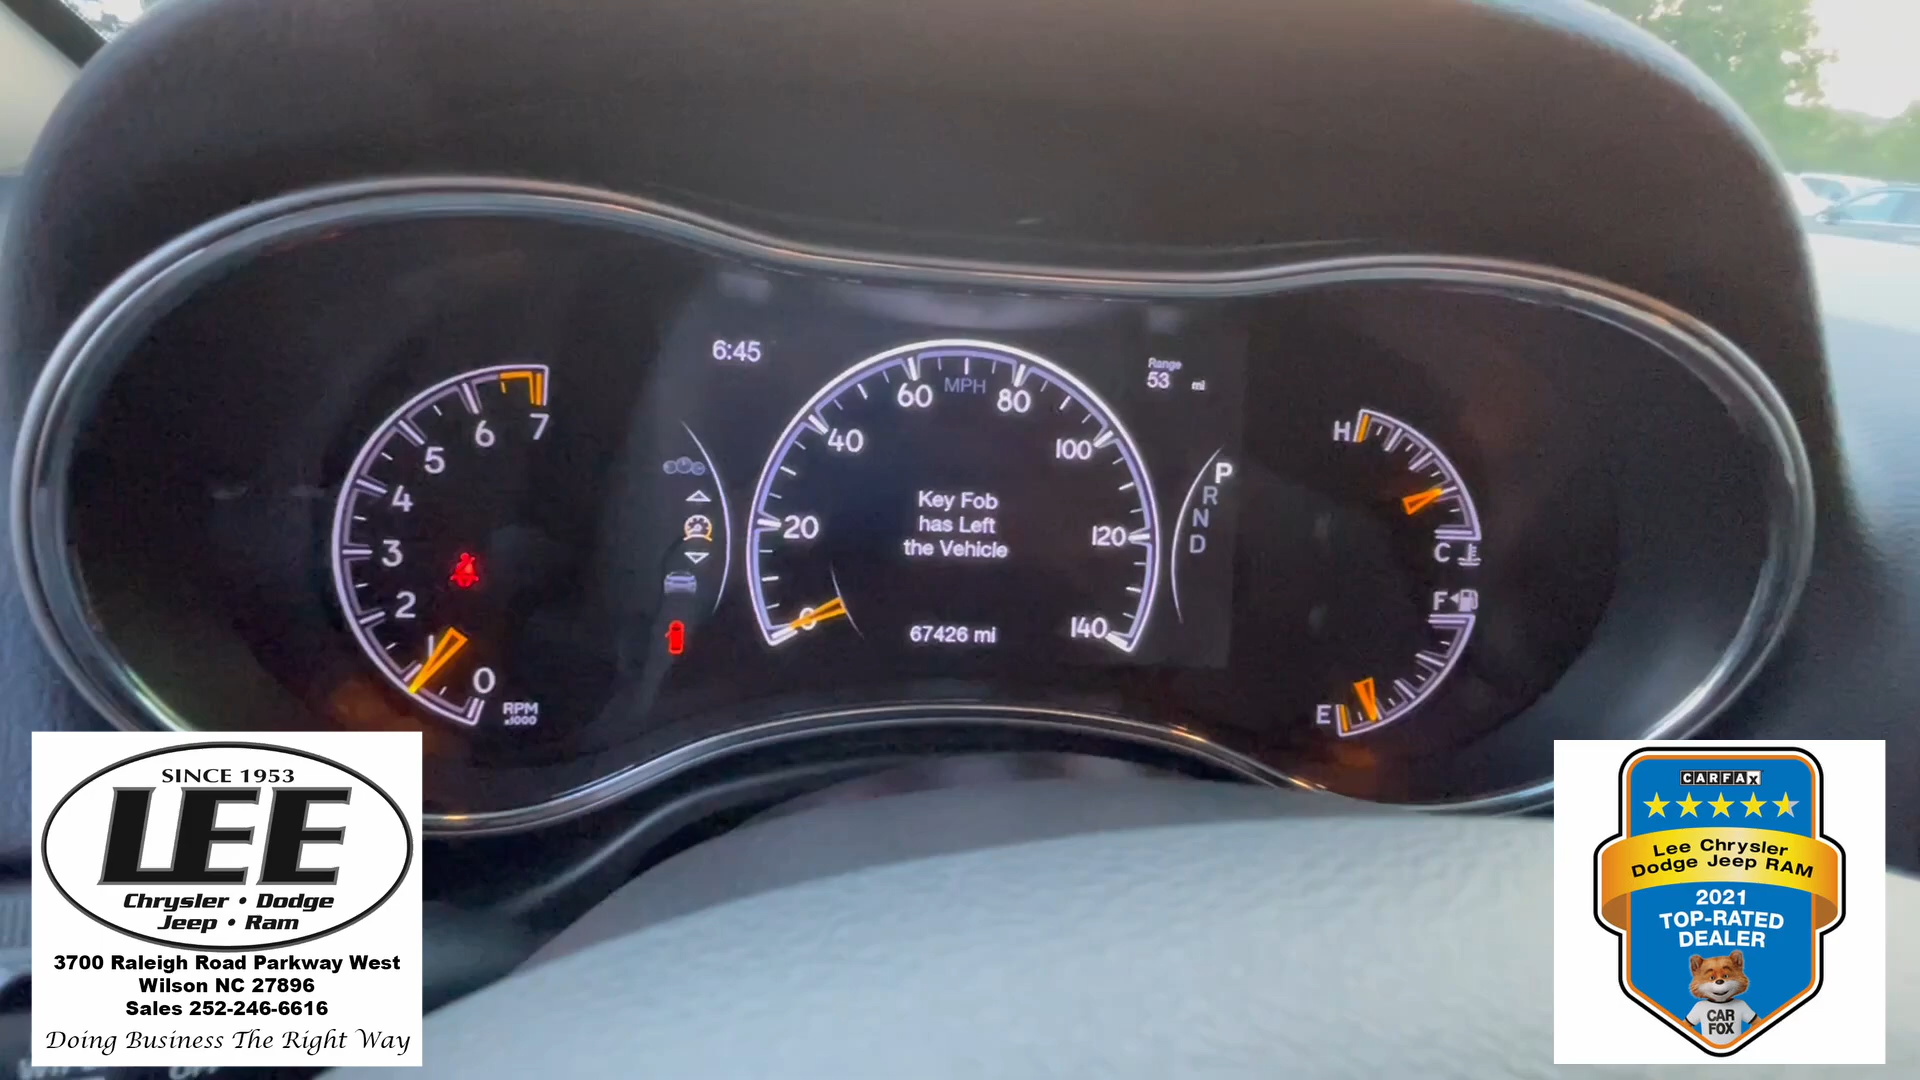 6:45
Range
53 mi
MPH
0
20
40
60
80
100
120
140
Key Fob
has Left
the Vehicle
67426 mi
P
R
N
D
0
1
2
3
4
5
6
7
RPM
x1000
H
C
F
E
SINCE 1953
LEE
Chrysler • Dodge
Jeep • Ram
3700 Raleigh Road Parkway West
Wilson NC 27896
Sales 252-246-6616
Doing Business The Right Way
CARFAX
Lee Chrysler
Dodge Jeep RAM
2021
TOP-RATED
DEALER
CAR
FOX